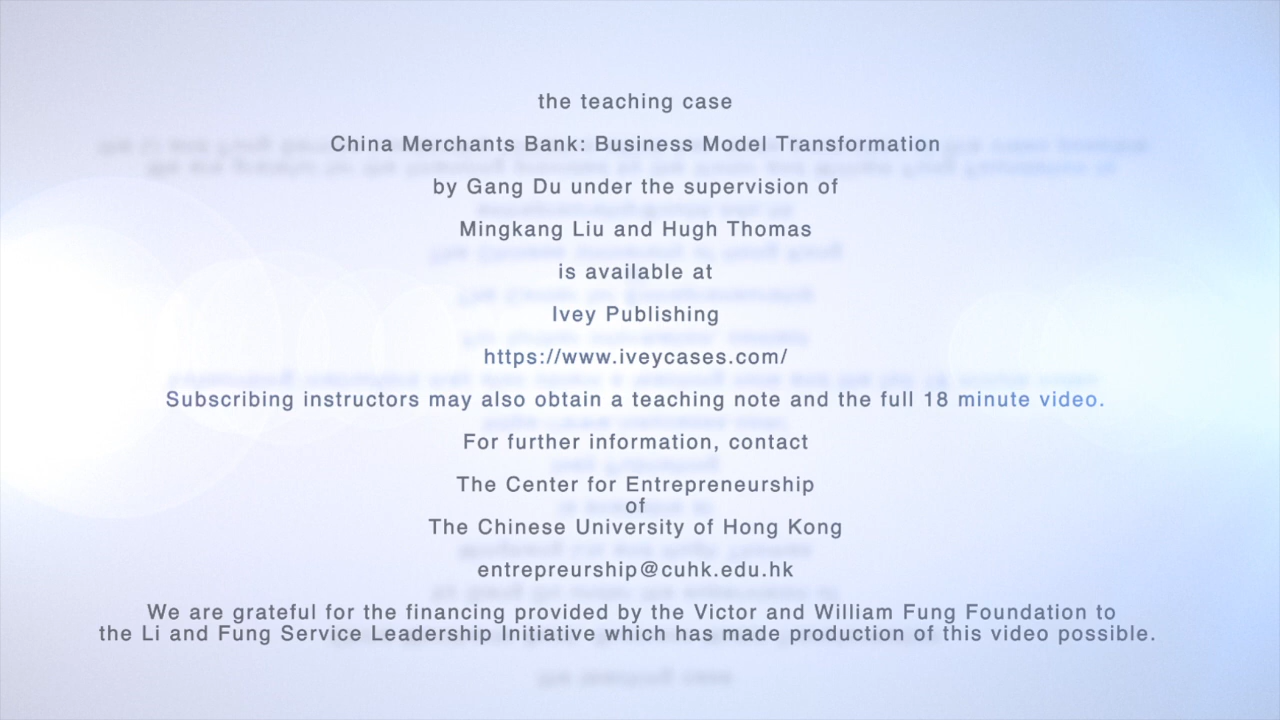 the teaching case
China Merchants Bank: Business Model Transformation
by Gang Du under the supervision of
Mingkang Liu and Hugh Thomas
is available at
Ivey Publishing
https://www.iveycases.com/
Subscribing instructors may also obtain a teaching note and the full 18 minute video.
For further information, contact
The Center for Entrepreneurship
of
The Chinese University of Hong Kong
entrepreurship@cuhk.edu.hk
We are grateful for the financing provided by the Victor and William Fung Foundation to
the Li and Fung Service Leadership Initiative which has made production of this video possible.